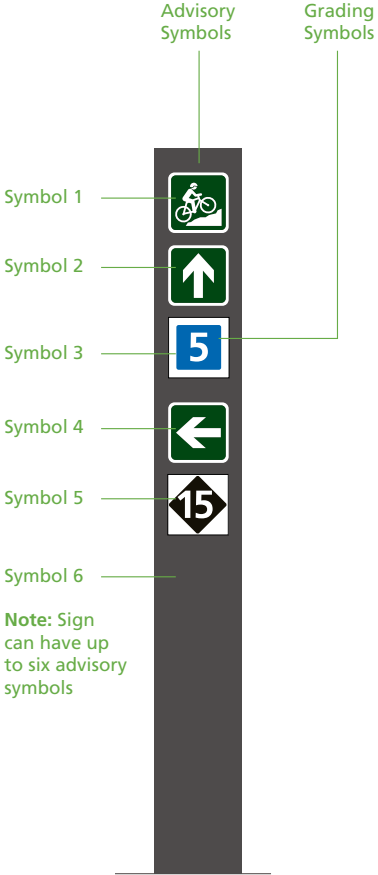 Advisory
Symbols
Grading
Symbols
Symbol 1
Symbol 2
5
Symbol 3
Symbol 4
15
Symbol 5
Symbol 6
Note: Sign
can have up
to six advisory
symbols